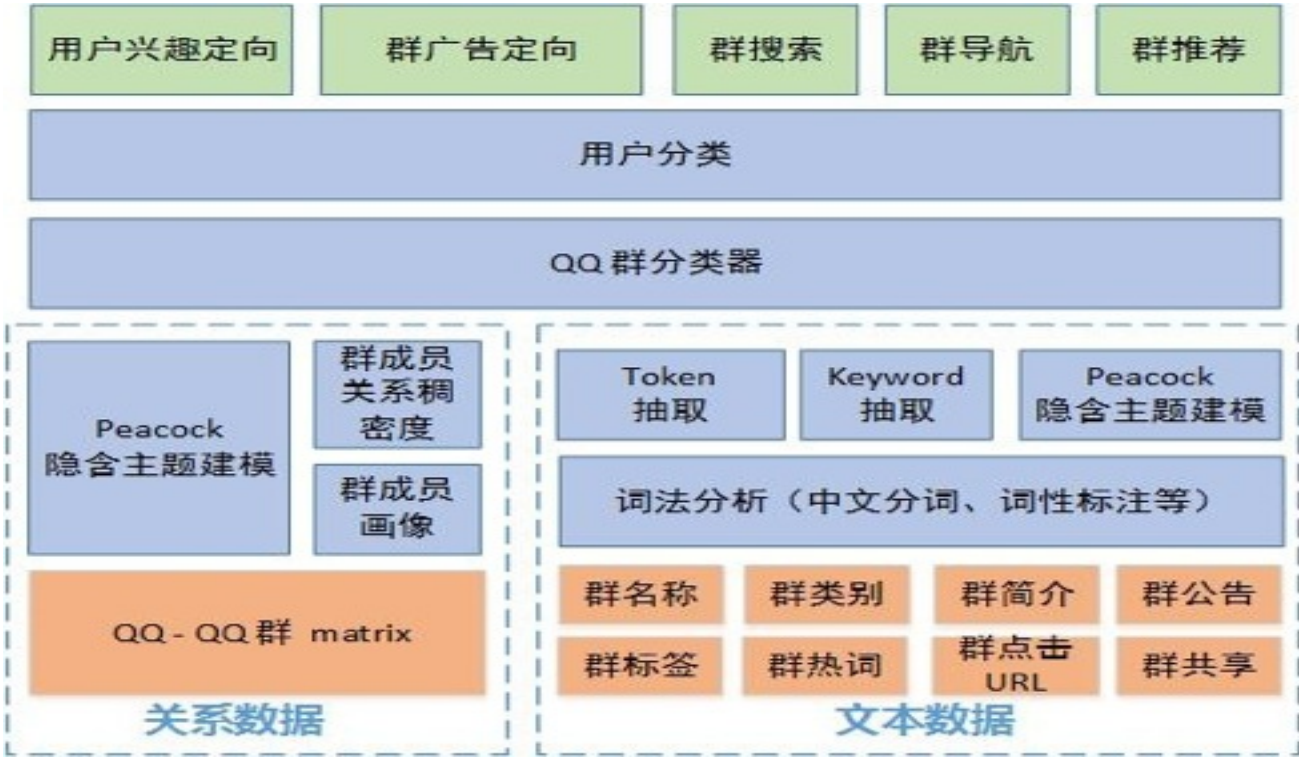 用户兴趣定向
群广告定向
群搜索
群导航
群推荐
用户分类
QQ 群分类器
Peacock
隐含主题建模
群成员
关系稠
密度
群成员
画像
QQ - QQ 群 matrix
关系数据
Token
抽取
Keyword
抽取
Peacock
隐含主题建模
词法分析（中文分词、词性标注等）
群名称
群类别
群简介
群公告
群标签
群热词
群点击
URL
群共享
文本数据